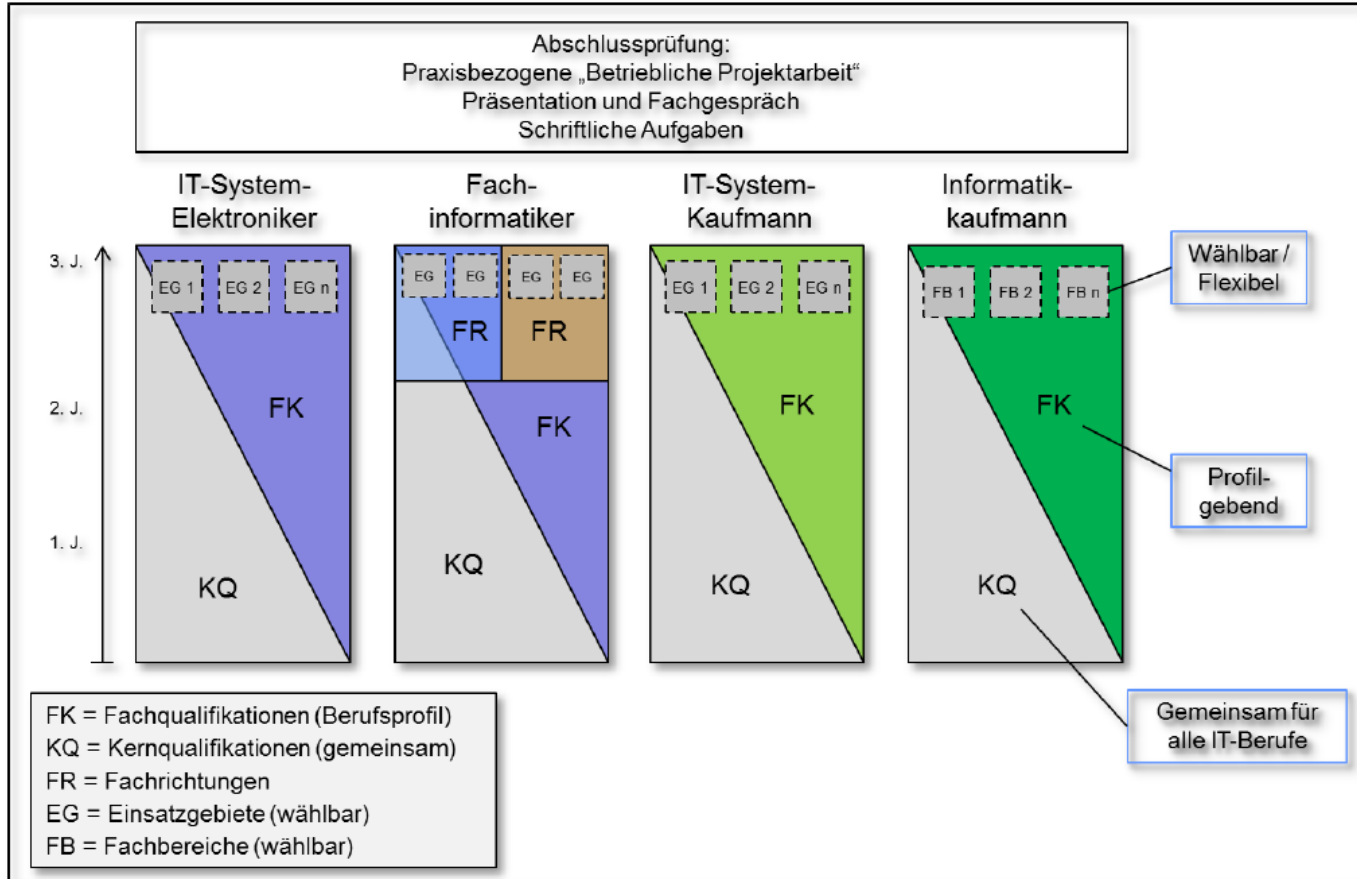 Abschlussprüfung:
Praxisbezogene „Betriebliche Projektarbeit“
Präsentation und Fachgespräch
Schriftliche Aufgaben
IT-System-
Elektroniker
Fach-
informatiker
IT-System-
Kaufmann
Informatik-
kaufmann
3. J.
2. J.
1. J.
EG 1 EG 2 EG n
FK
KQ
EG EG EG EG
FR FR
FK
KQ
EG 1 EG 2 EG n
FK
KQ
FB 1 FB 2 FB n
FK
KQ
Wählbar /
Flexibel
Profil-
gebend
Gemeinsam für
alle IT-Berufe
FK = Fachqualifikationen (Berufsprofil)
KQ = Kernqualifikationen (gemeinsam)
FR = Fachrichtungen
EG = Einsatzgebiete (wählbar)
FB = Fachbereiche (wählbar)